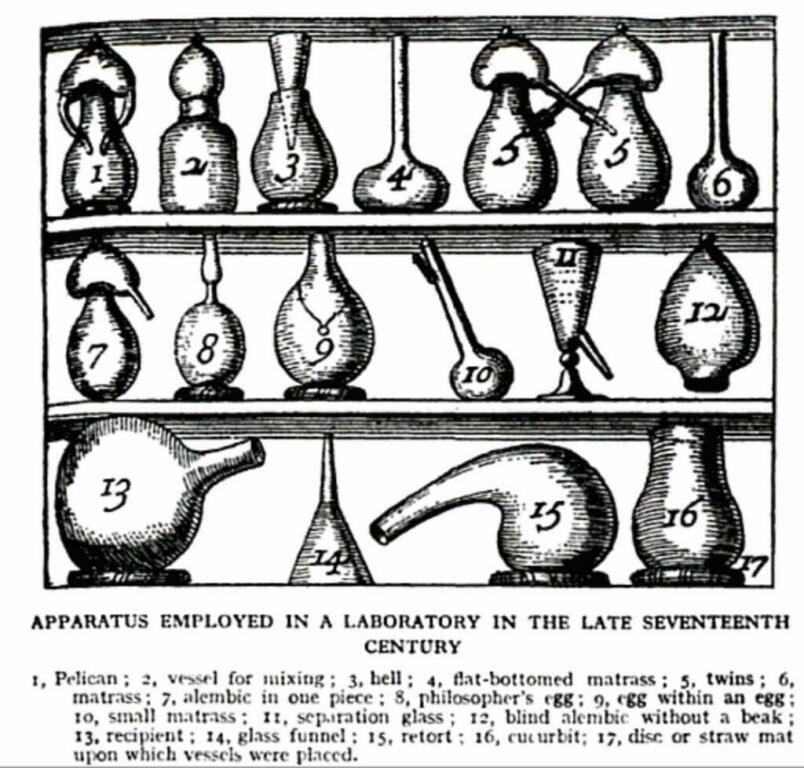 1 2 3 4 5 5 6
7 8 9 10 11 12
13 14 15 16 17
APPARATUS EMPLOYED IN A LABORATORY IN THE LATE SEVENTEENTH
CENTURY
1, Pelican ; 2, vessel for mixing ; 3, hell ; 4, flat-bottomed matrass ; 5, twins ; 6,
matrass ; 7, alembic in one piece ; 8, philosopher's egg ; 9, egg within an egg ;
10, small matrass ; 11, separation glass ; 12, blind alembic without a beak ;
13, recipient ; 14, glass funnel ; 15, retort ; 16, cucurbit; 17, disc or straw mat
upon which vessels were placed.